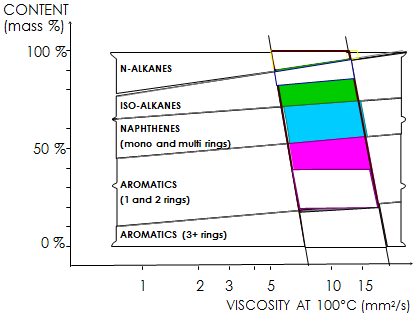 CONTENT
(mass %)
100 %
N-ALKANES
ISO-ALKANES
NAPHTHENES
(mono and multi rings)
50 %
AROMATICS
(1 and 2 rings)
AROMATICS (3+ rings)
0 %
1 2 3 5 10 15
VISCOSITY AT 100°C (mm²/s)